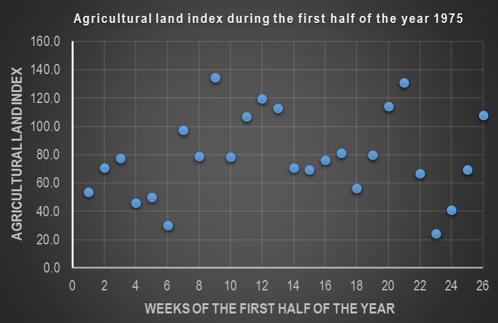 Agricultural land index during the first half of the year 1975
160.0
140.0
120.0
100.0
80.0
60.0
40.0
20.0
0.0
AGRICULTURAL LAND INDEX
0 2 4 6 8 10 12 14 16 18 20 22 24 26
WEEKS OF THE FIRST HALF OF THE YEAR